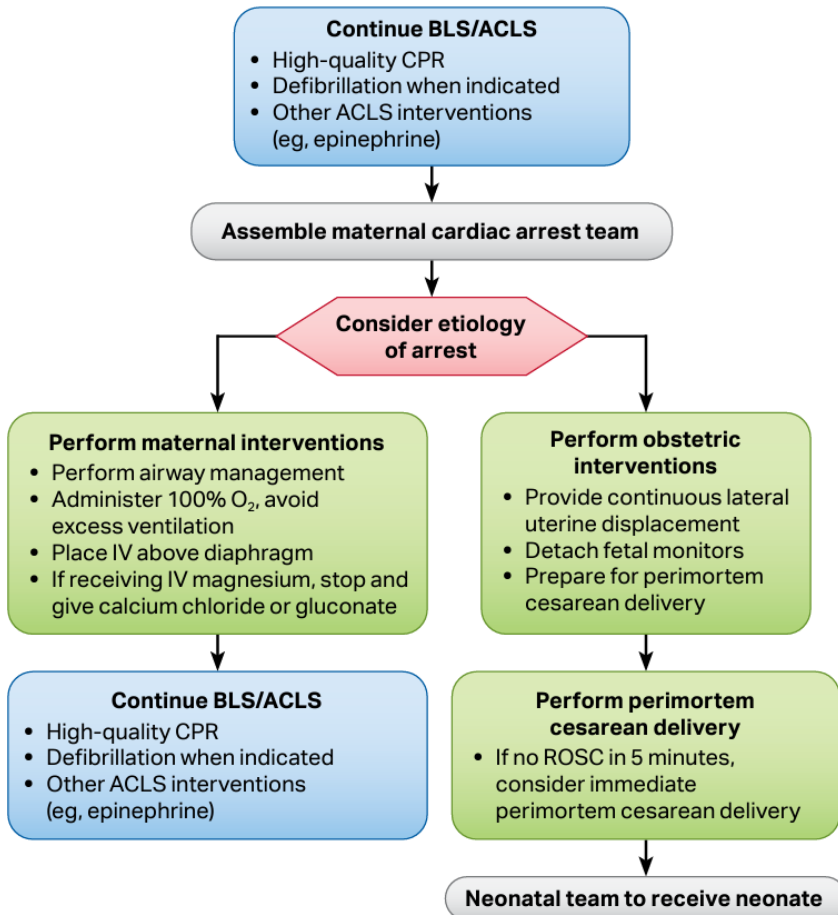 Continue BLS/ACLS
• High-quality CPR
• Defibrillation when indicated
• Other ACLS interventions
(eg, epinephrine)
Assemble maternal cardiac arrest team
Consider etiology
of arrest
Perform maternal interventions
• Perform airway management
• Administer 100% O₂, avoid
excess ventilation
• Place IV above diaphragm
• If receiving IV magnesium, stop and
give calcium chloride or gluconate
Continue BLS/ACLS
• High-quality CPR
• Defibrillation when indicated
• Other ACLS interventions
(eg, epinephrine)
Perform obstetric
interventions
• Provide continuous lateral
uterine displacement
• Detach fetal monitors
• Prepare for perimortem
cesarean delivery
Perform perimortem
cesarean delivery
• If no ROSC in 5 minutes,
consider immediate
perimortem cesarean delivery
Neonatal team to receive neonate